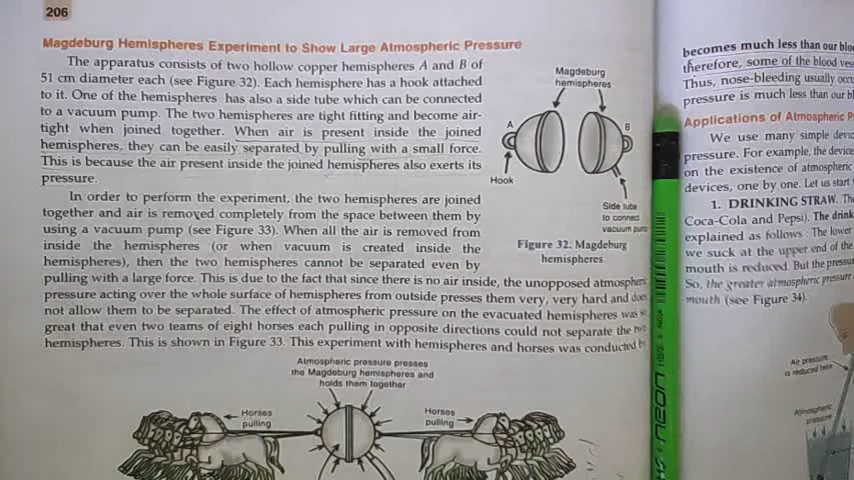 206
Magdeburg Hemispheres Experiment to Show Large Atmospheric Pressure
The apparatus consists of two hollow copper hemispheres A and B of
51 cm diameter each (see Figure 32). Each hemisphere has a hook attached
to it. One of the hemispheres has also a side tube which can be connected
to a vacuum pump. The two hemispheres are tight fitting and become air-
tight when joined together. When air is present inside the joined
hemispheres, they can be easily separated by pulling with a small force.
This is because the air present inside the joined hemispheres also exerts its
pressure.
In order to perform the experiment, the two hemispheres are joined
together and air is removed completely from the space between them by
using a vacuum pump (see Figure 33). When all the air is removed from
inside the hemispheres (or when vacuum is created inside the
hemispheres), then the two hemispheres cannot be separated even by
pulling with a large force. This is due to the fact that since there is no air inside, the unopposed atmospheric
pressure acting over the whole surface of hemispheres from outside presses them very, very hard and does
not allow them to be separated. The effect of atmospheric pressure on the evacuated hemispheres was so
great that even two teams of eight horses each pulling in opposite directions could not separate the two
hemispheres. This is shown in Figure 33. This experiment with hemispheres and horses was conducted by
Magdeburg
hemispheres
A
B
Hook
Side tube
to connect
vacuum pump
Figure 32. Magdeburg
hemispheres.
Atmospheric pressure presses
the Magdeburg hemispheres and
holds them together
Horses
pulling
Horses
pulling
neon
becomes much less than our bloo
therefore, some of the blood ves
Thus, nose-bleeding usually occu
pressure is much less than our bl
Applications of Atmospheric P
We use many simple devic
pressure. For example, the device
on the existence of atmospheric
devices, one by one. Let us start
1. DRINKING STRAW. The
Coca-Cola and Pepsi). The drink
explained as follows : The lower
we suck at the upper end of the
mouth is reduced. But the pressu
So, the greater atmospheric pressure
mouth (see Figure 34).
Air pressure
is reduced here
Atmospheric
pressure